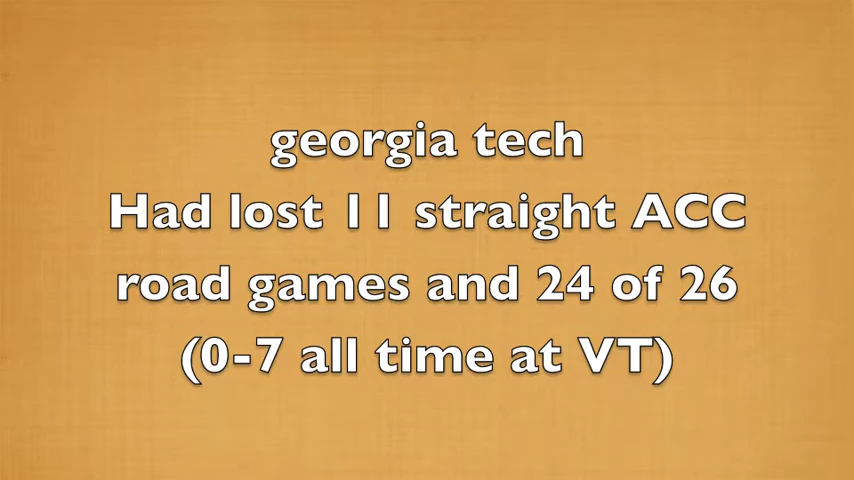 georgia tech
Had lost 11 straight ACC
road games and 24 of 26
(0-7 all time at VT)